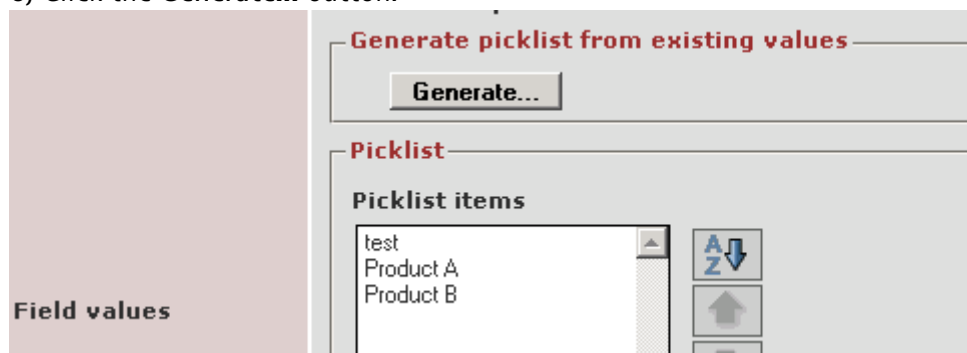 Generate picklist from existing values
Generate...
Picklist
Picklist items
test
Product A
Product B
Field values